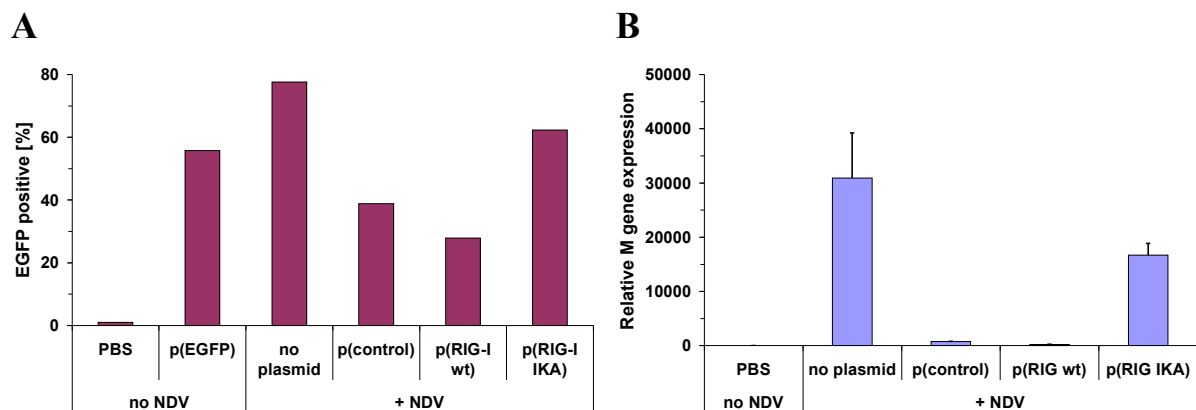 A
EGFP positive [%]
80
60
40
20
0
PBS
p(EGFP)
no
plasmid
p(control)
p(RIG-I
wt)
p(RIG-I
IKA)
no NDV
+ NDV
B
Relative M gene expression
50000
40000
30000
20000
10000
0
PBS
no plasmid
p(control)
p(RIG wt)
p(RIG IKA)
no NDV
+ NDV